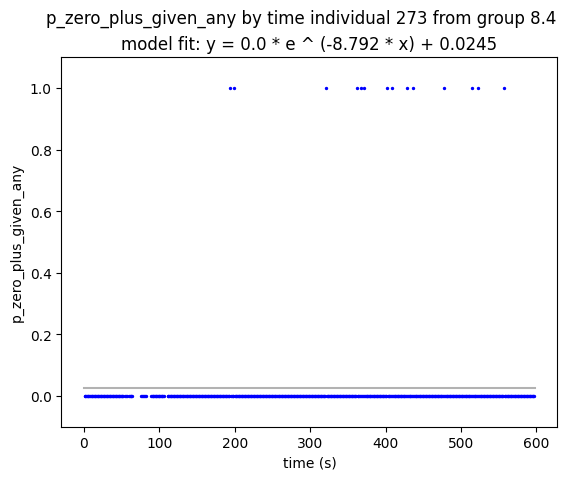 p_zero_plus_given_any by time individual 273 from group 8.4
model fit: y = 0.0 * e ^ (-8.792 * x) + 0.0245
1.0
0.8
0.6
0.4
0.2
0.0
p_zero_plus_given_any
0 100 200 300 400 500 600
time (s)